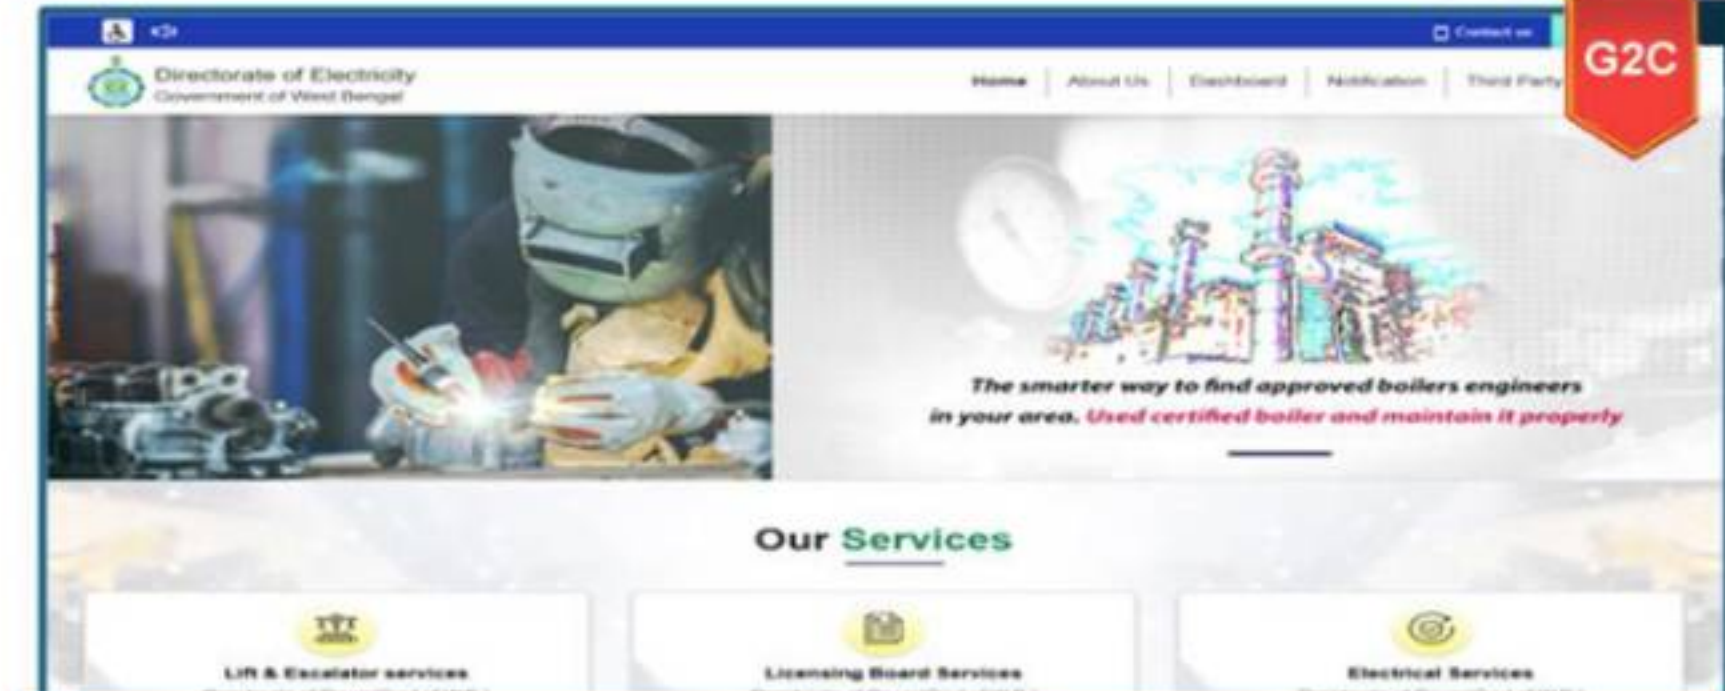 Contact us
G2C
Directorate of Electricity
Government of West Bengal
Home
About Us
Dashboard
Notification
Third Party
The smarter way to find approved boilers engineers
in your area. Used certified boiler and maintain it properly
Our Services
Lift & Escalator services
Licensing Board Services
Electrical Services